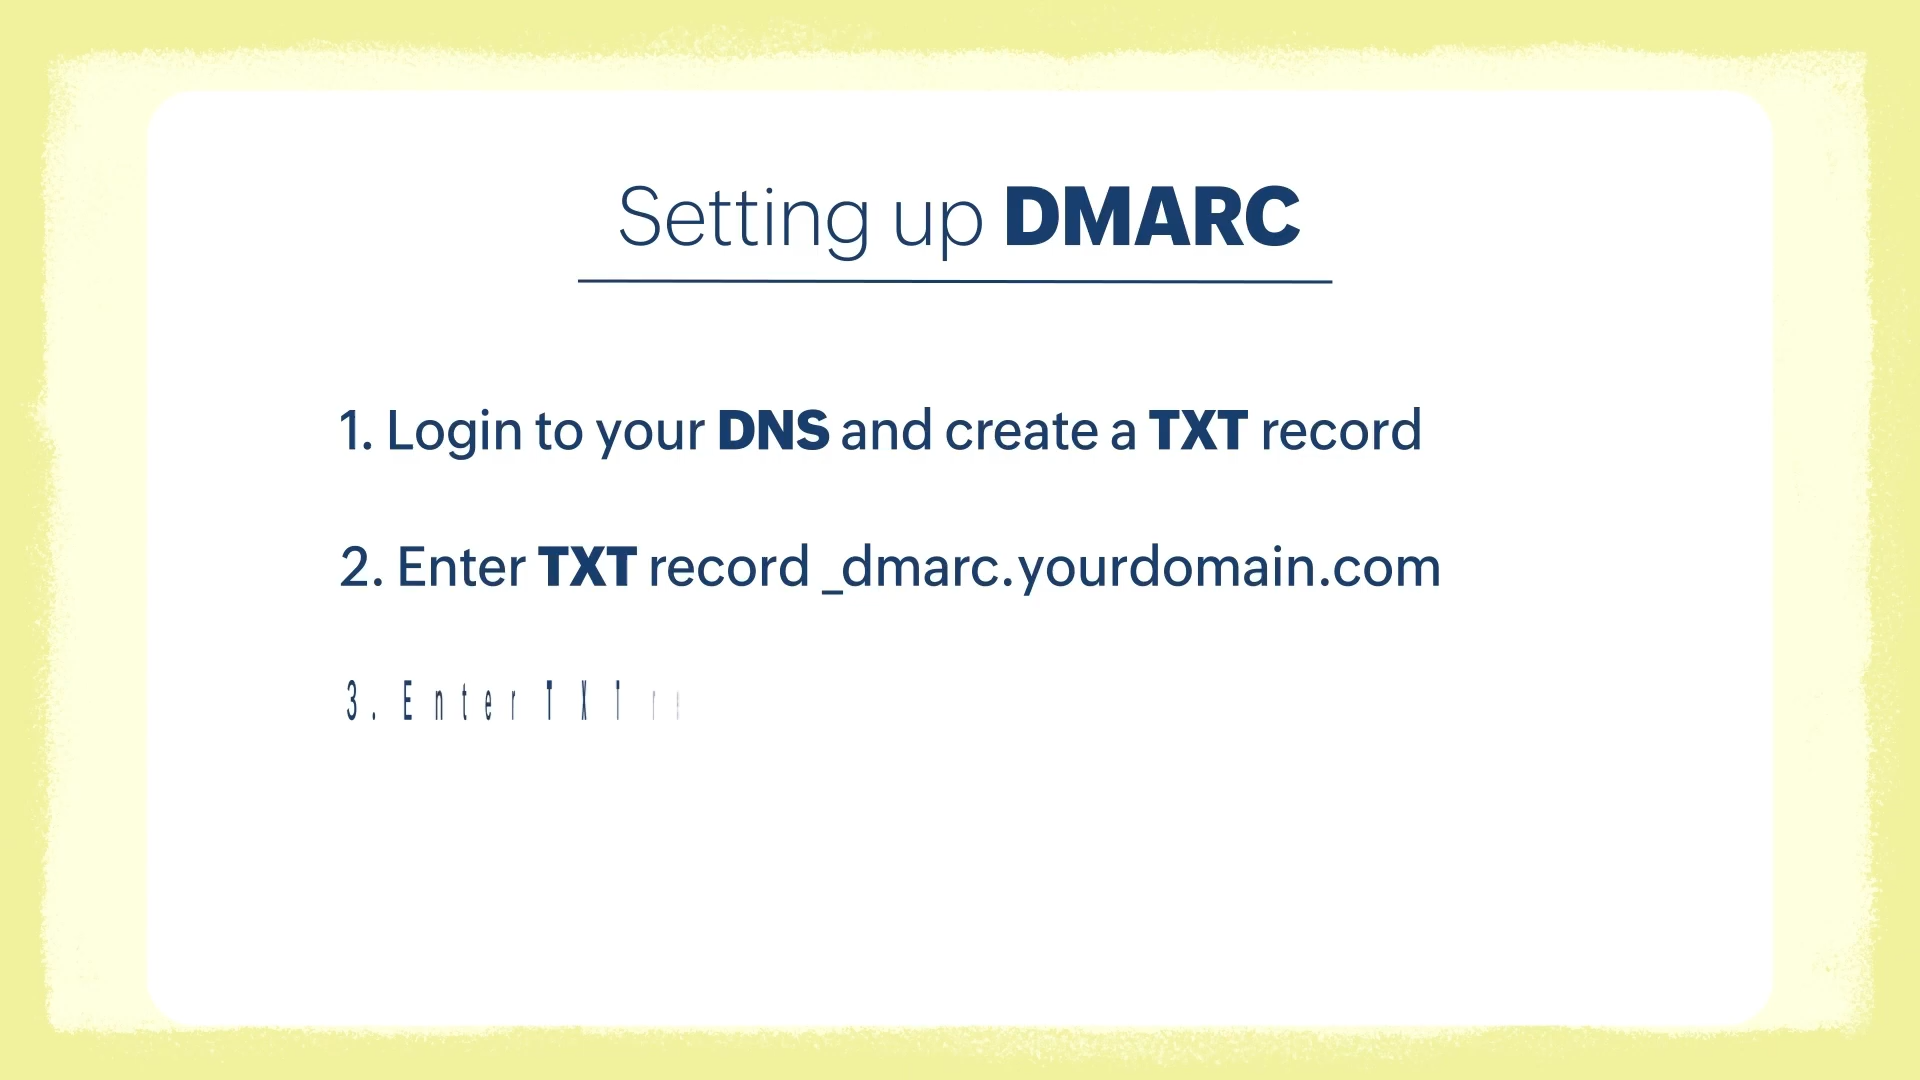 Setting up DMARC
1. Login to your DNS and create a TXT record
2. Enter TXT record _dmarc.yourdomain.com
3. Enter TXT